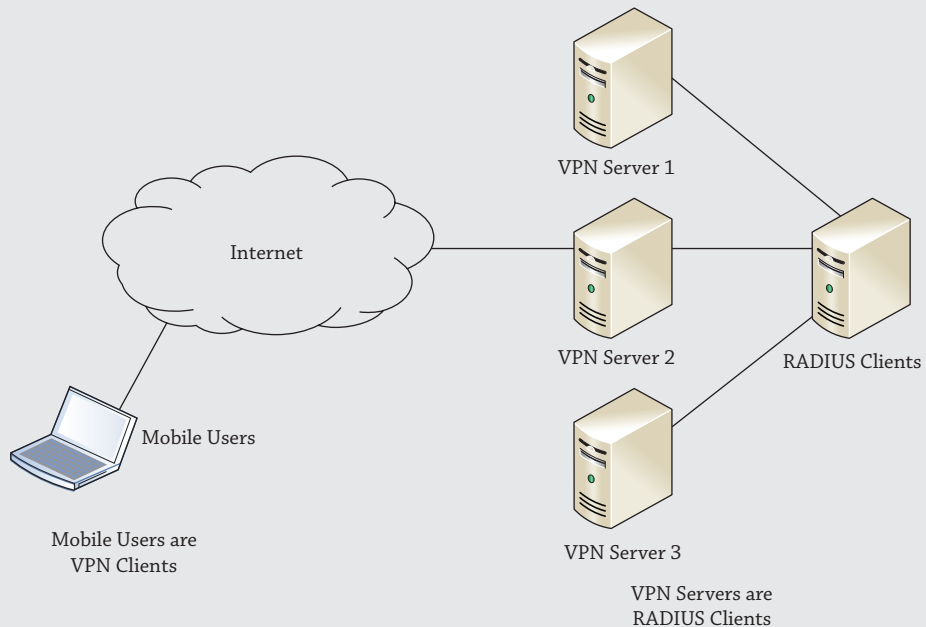 VPN Server 1
Internet
VPN Server 2
RADIUS Clients
Mobile Users
Mobile Users are
VPN Clients
VPN Server 3
VPN Servers are
RADIUS Clients